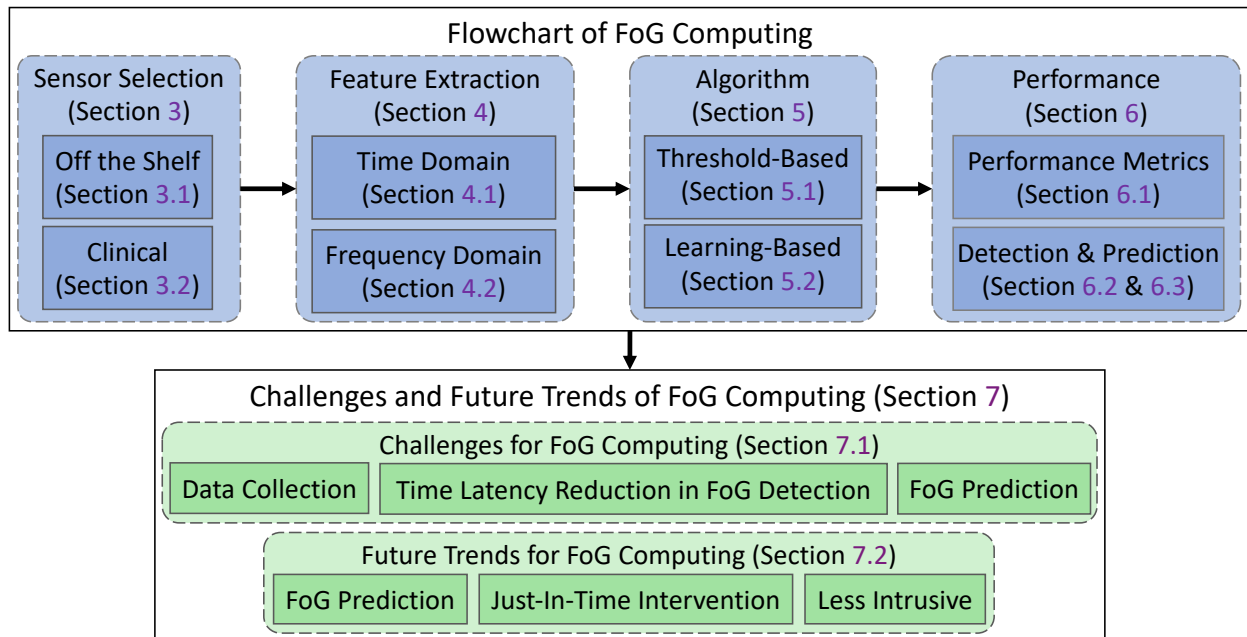 Flowchart of FoG Computing
Sensor Selection
(Section 3)
Off the Shelf
(Section 3.1)
Clinical
(Section 3.2)
Feature Extraction
(Section 4)
Time Domain
(Section 4.1)
Frequency Domain
(Section 4.2)
Algorithm
(Section 5)
Threshold-Based
(Section 5.1)
Learning-Based
(Section 5.2)
Performance
(Section 6)
Performance Metrics
(Section 6.1)
Detection & Prediction
(Section 6.2 & 6.3)
Challenges and Future Trends of FoG Computing (Section 7)
Challenges for FoG Computing (Section 7.1)
Data Collection
Time Latency Reduction in FoG Detection
FoG Prediction
Future Trends for FoG Computing (Section 7.2)
FoG Prediction
Just-In-Time Intervention
Less Intrusive